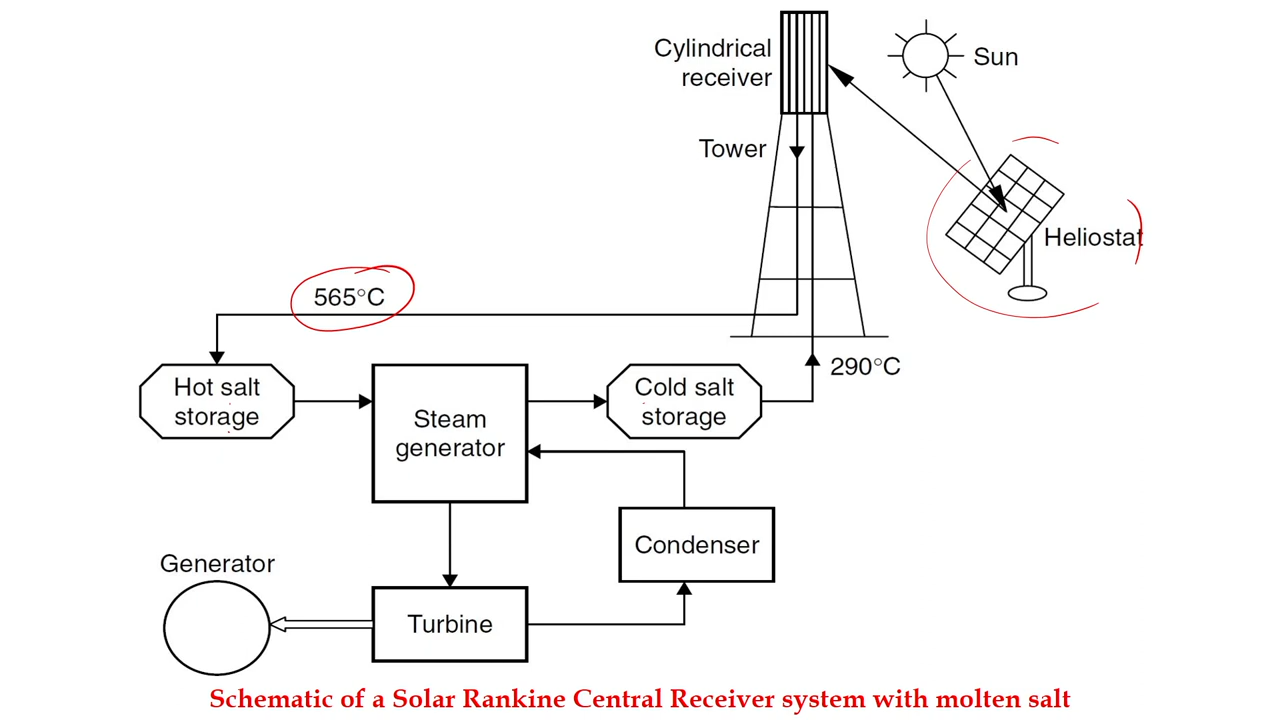 Cylindrical
receiver
Sun
Tower
Heliostat
565°C
290°C
Hot salt
storage
Steam
generator
Cold salt
storage
Condenser
Generator
Turbine
Schematic of a Solar Rankine Central Receiver system with molten salt